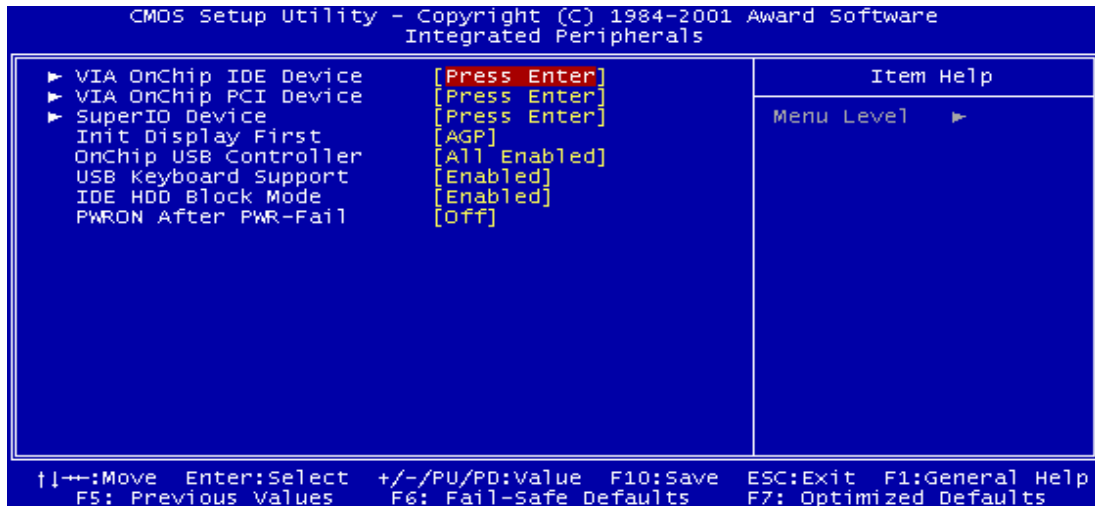 CMOS Setup Utility – Copyright (C) 1984–2001 Award Software
Integrated Peripherals
► VIA OnChip IDE Device [Press Enter]
► VIA OnChip PCI Device [Press Enter]
► SuperIO Device [Press Enter]
Init Display First [AGP]
OnChip USB Controller [All Enabled]
USB Keyboard Support [Enabled]
IDE HDD Block Mode [Enabled]
PWRON After PWR-Fail [Off]
Item Help
Menu Level ►
↑↓→←:Move Enter:Select +/-/PU/PD:Value F10:Save ESC:Exit F1:General Help
F5: Previous Values F6: Fail-Safe Defaults F7: Optimized Defaults